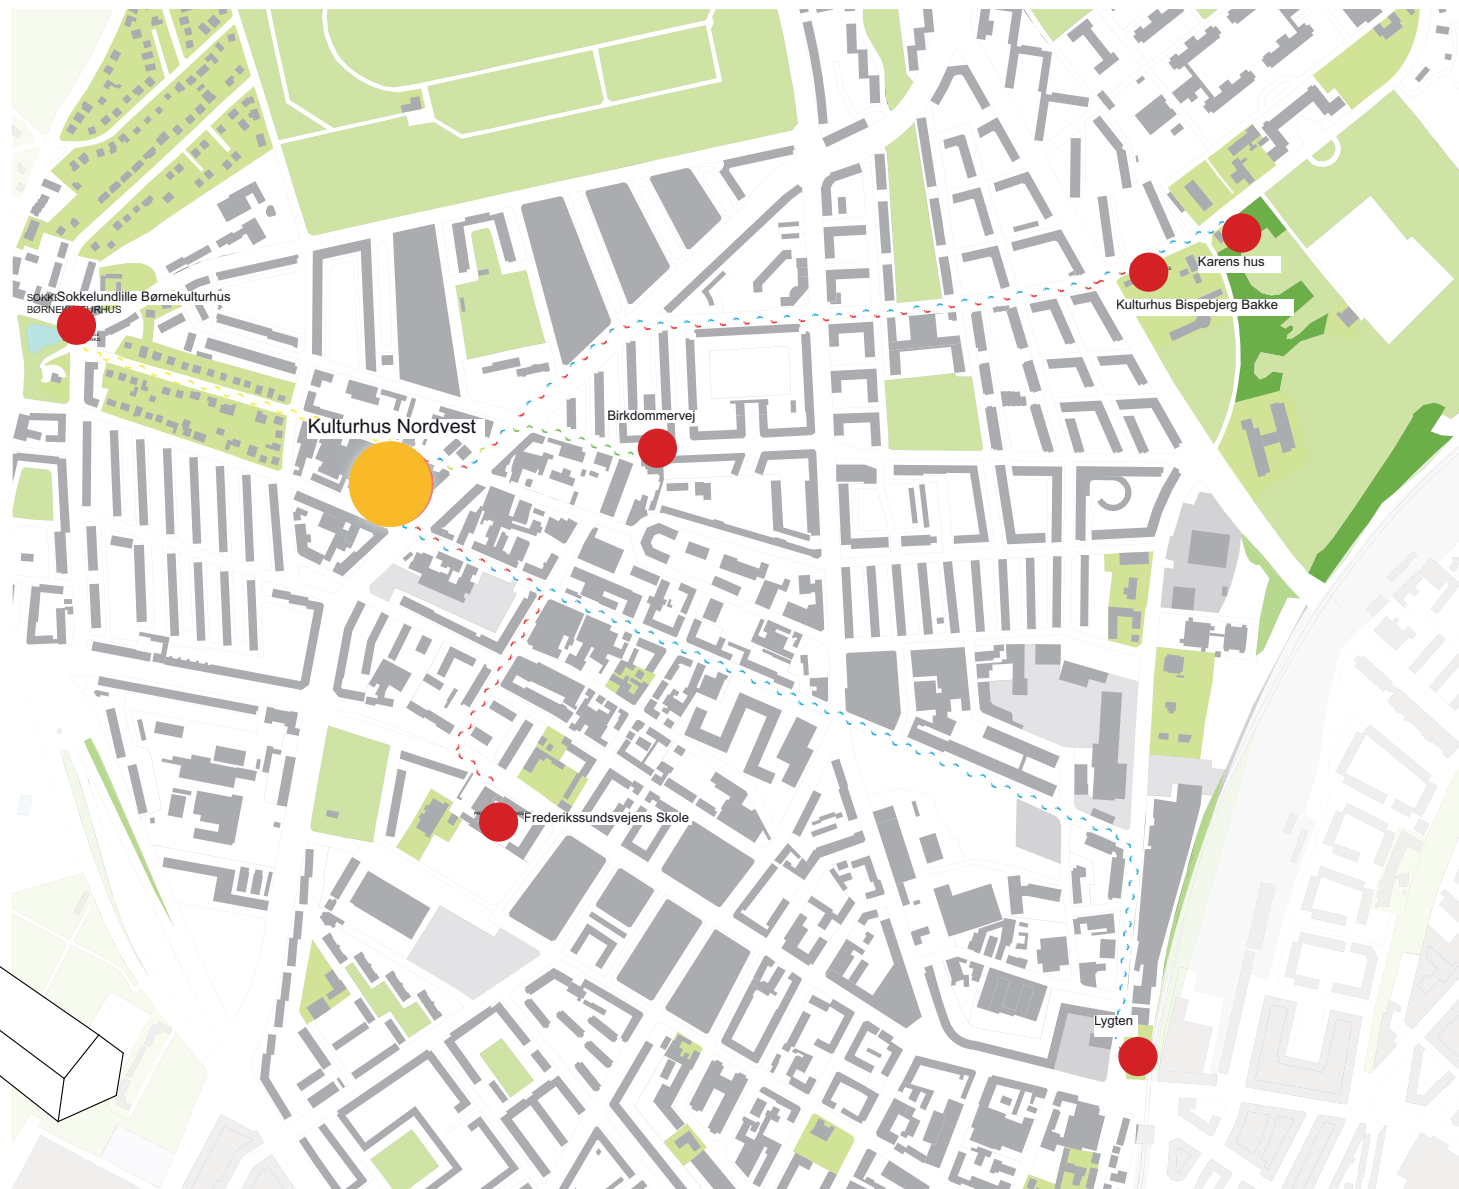 Karens hus
Kulturhus Bispebjerg Bakke
Sokkelundlille Børnekulturhus
Birkdommervej
Kulturhus Nordvest
Frederikssundsvejens Skole
Lygten